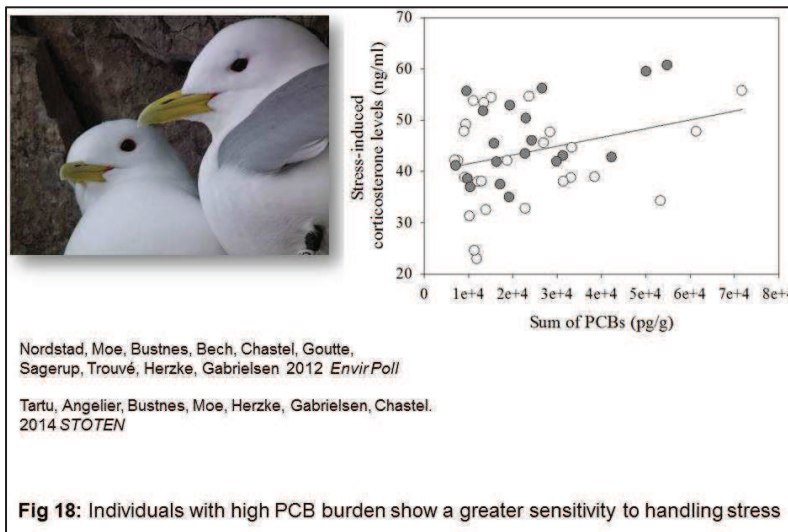 Stress-induced
corticosterone levels (ng/ml)
70
60
50
40
30
20
0
1e+4
2e+4
3e+4
4e+4
5e+4
6e+4
7e+4
8e+4
Sum of PCBs (pg/g)
Nordstad, Moe, Bustnes, Bech, Chastel, Goutte,
Sagerup, Trouvé, Herzke, Gabrielsen 2012 Envir Poll
Tartu, Angelier, Bustnes, Moe, Herzke, Gabrielsen, Chastel.
2014 STOTEN
Fig 18: Individuals with high PCB burden show a greater sensitivity to handling stress